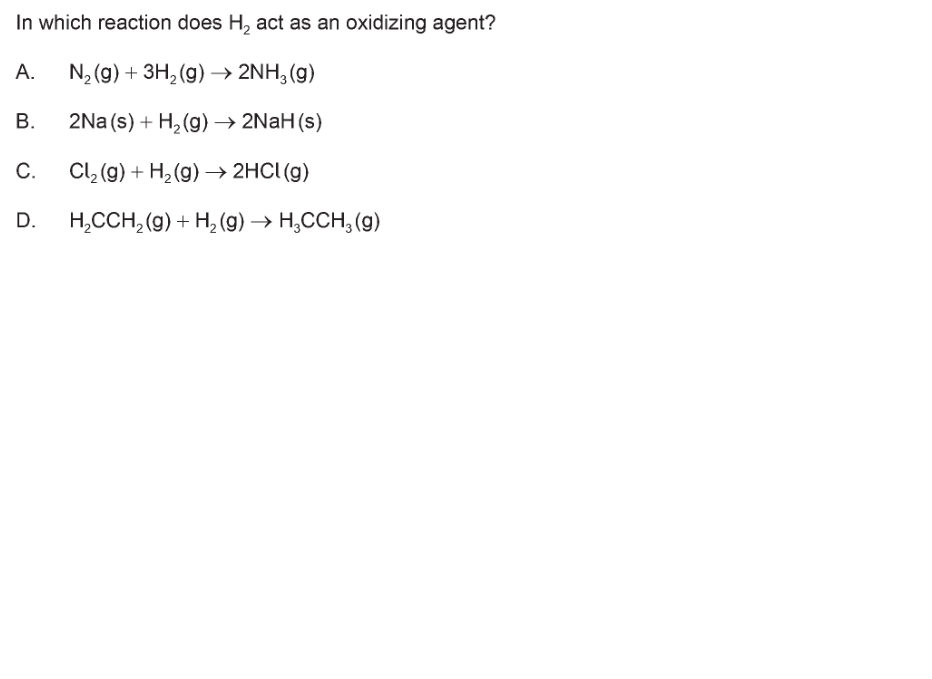 In which reaction does H₂ act as an oxidizing agent?
A. N₂(g) + 3H₂(g) → 2NH₃(g)
B. 2Na(s) + H₂(g) → 2NaH(s)
C. Cl₂(g) + H₂(g) → 2HCl(g)
D. H₂CCH₂(g) + H₂(g) → H₃CCH₃(g)